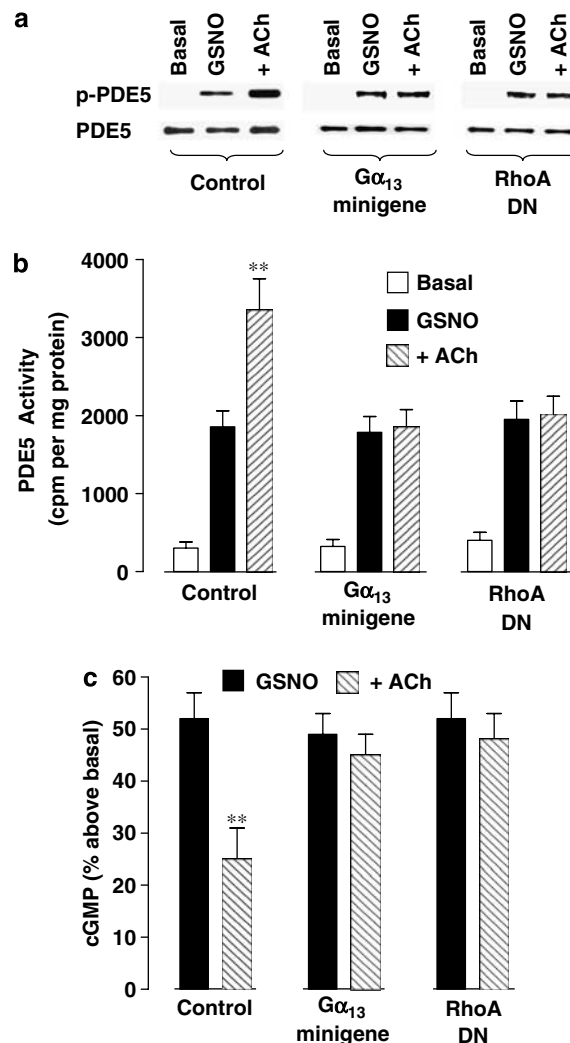 a
Basal GSNO + ACh Basal GSNO + ACh Basal GSNO + ACh
p-PDE5
PDE5
Control Gα₁₃ minigene RhoA DN
b
PDE5 Activity
(cpm per mg protein)
4000
3000
2000
1000
0
**
Basal
GSNO
+ ACh
Control Gα₁₃ minigene RhoA DN
c
cGMP (% above basal)
60
50
40
30
20
10
0
GSNO + ACh
**
Control Gα₁₃ minigene RhoA DN